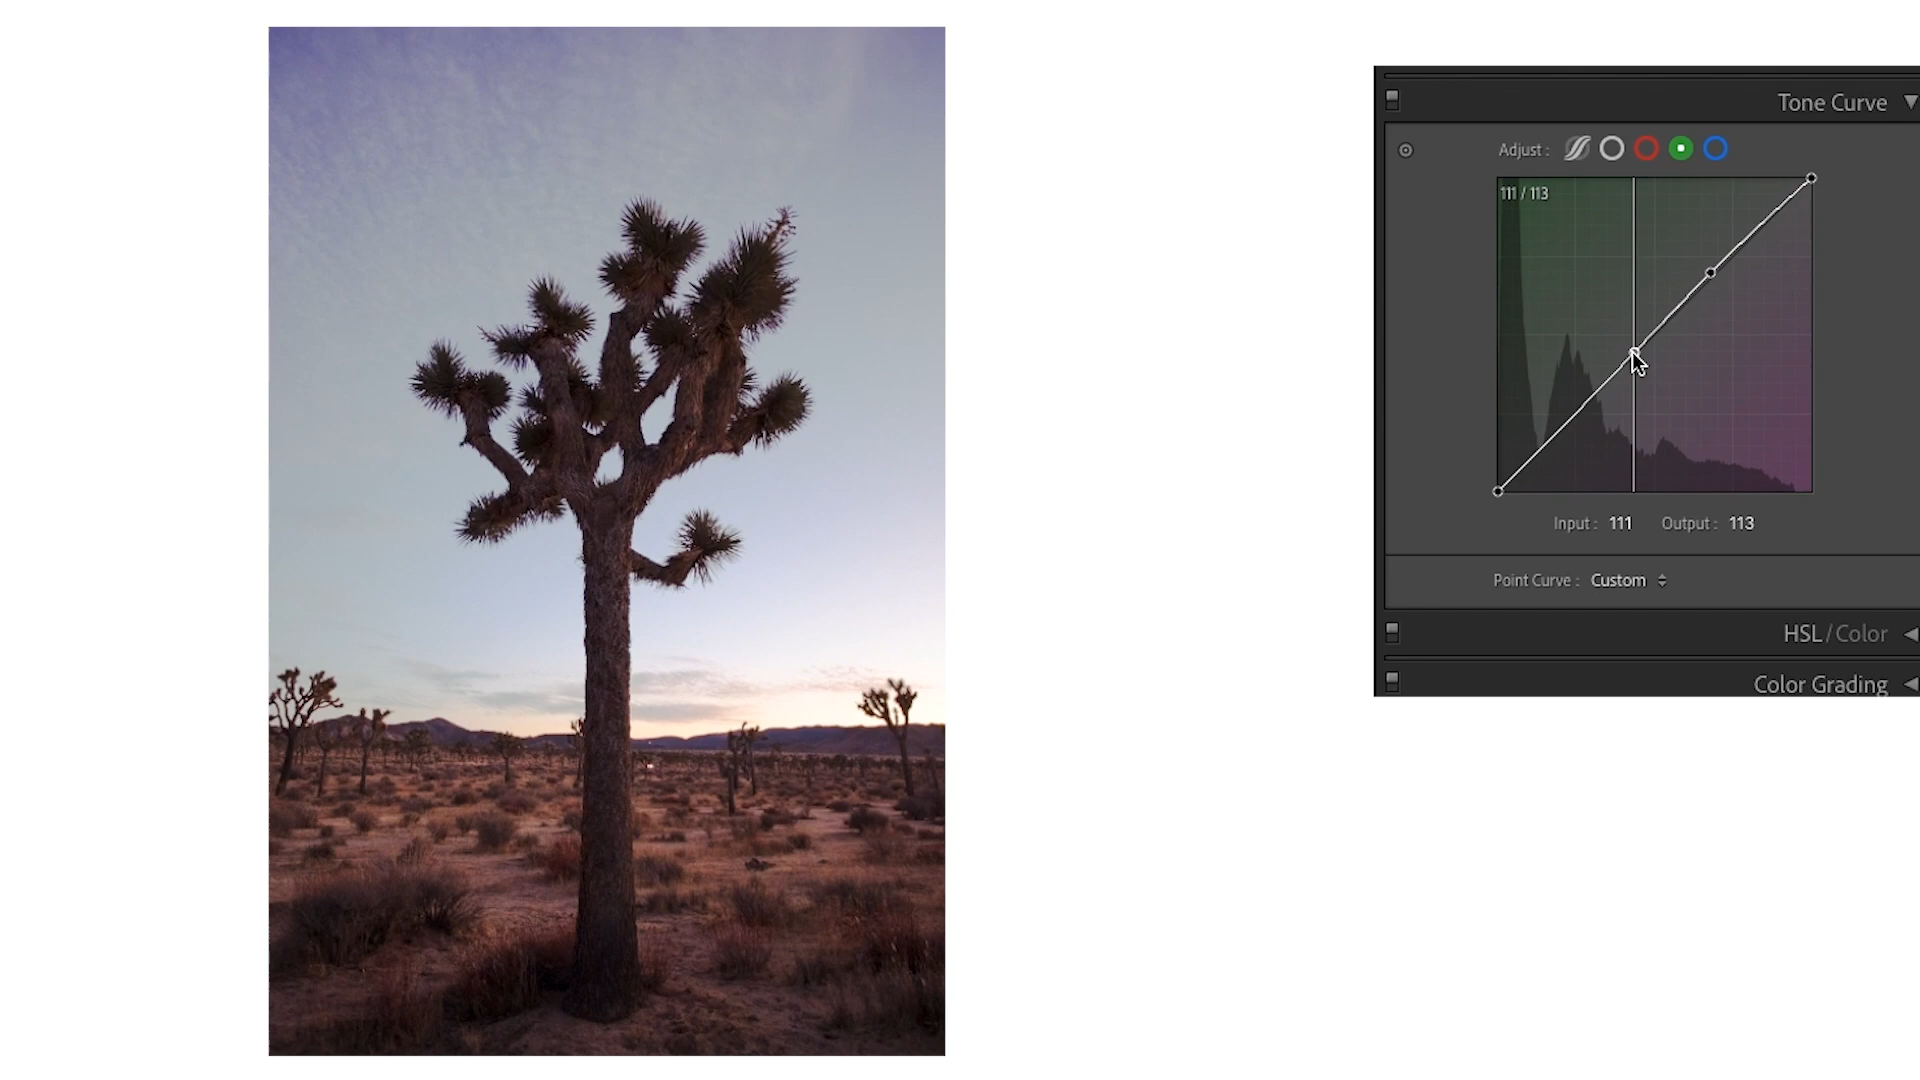 Tone Curve
Adjust :
111 / 113
Input : 111 Output : 113
Point Curve : Custom
HSL / Color
Color Grading